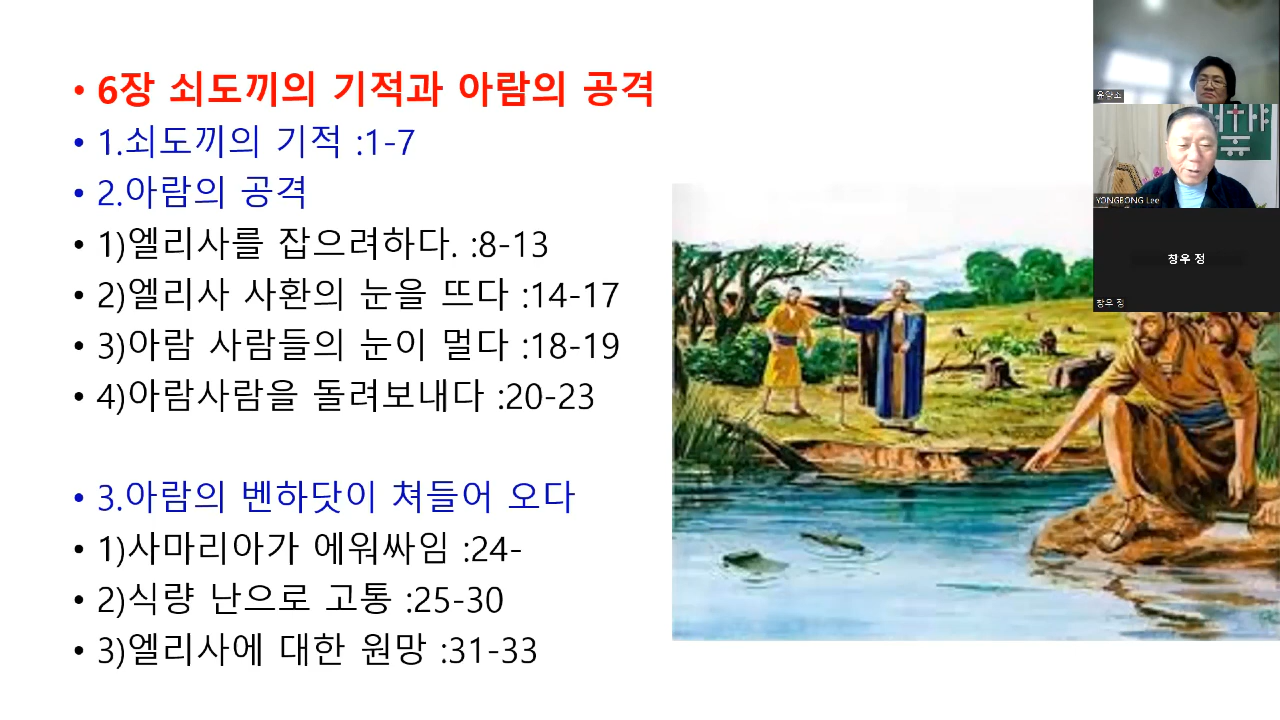 • 6장 쇠도끼의 기적과 아람의 공격
• 1.쇠도끼의 기적 :1-7
• 2.아람의 공격
• 1)엘리사를 잡으려하다. :8-13
• 2)엘리사 사환의 눈을 뜨다 :14-17
• 3)아람 사람들의 눈이 멀다 :18-19
• 4)아람사람을 돌려보내다 :20-23
• 3.아람의 벤하닷이 쳐들어 오다
• 1)사마리아가 에워싸임 :24-
• 2)식량 난으로 고통 :25-30
• 3)엘리사에 대한 원망 :31-33
YONGBONG Lee
창우 정
창우 정